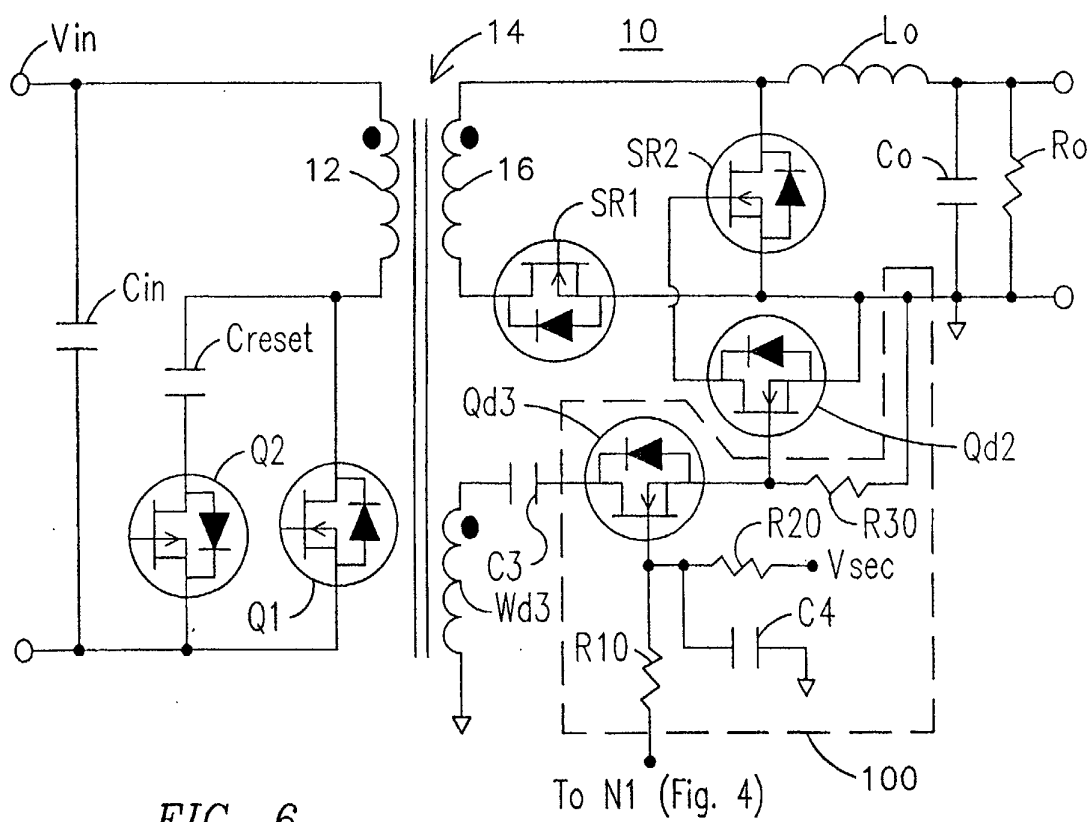 Vin
14
10
Lo
12
16
SR2
Co
Ro
SR1
Cin
Creset
Qd3
Qd2
Q2
R30
R20
Vsec
C3
Wd3
Q1
C4
R10
100
To N1 (Fig. 4)
FIG. 6